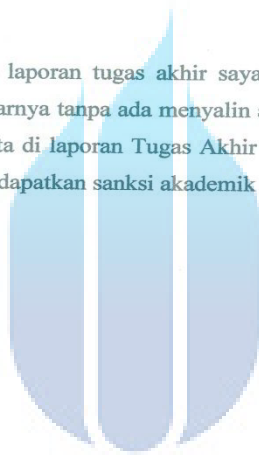 laporan tugas akhir saya
arnya tanpa ada menyalin
ta di laporan Tugas Akhir
dapatkan sanksi akademik